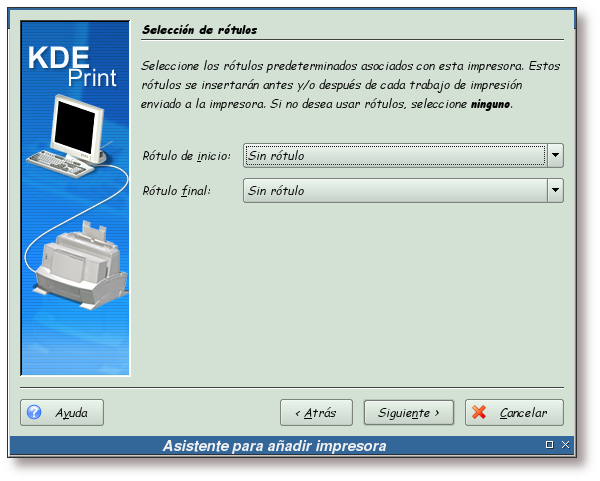 KDE
Print
Selección de rótulos
Seleccione los rótulos predeterminados asociados con esta impresora. Estos
rótulos se insertarán antes y/o después de cada trabajo de impresión
enviado a la impresora. Si no desea usar rótulos, seleccione ninguno.
Rótulo de inicio: Sin rótulo
Rótulo final: Sin rótulo
Ayuda < Atrás Siguiente > Cancelar
Asistente para añadir impresora